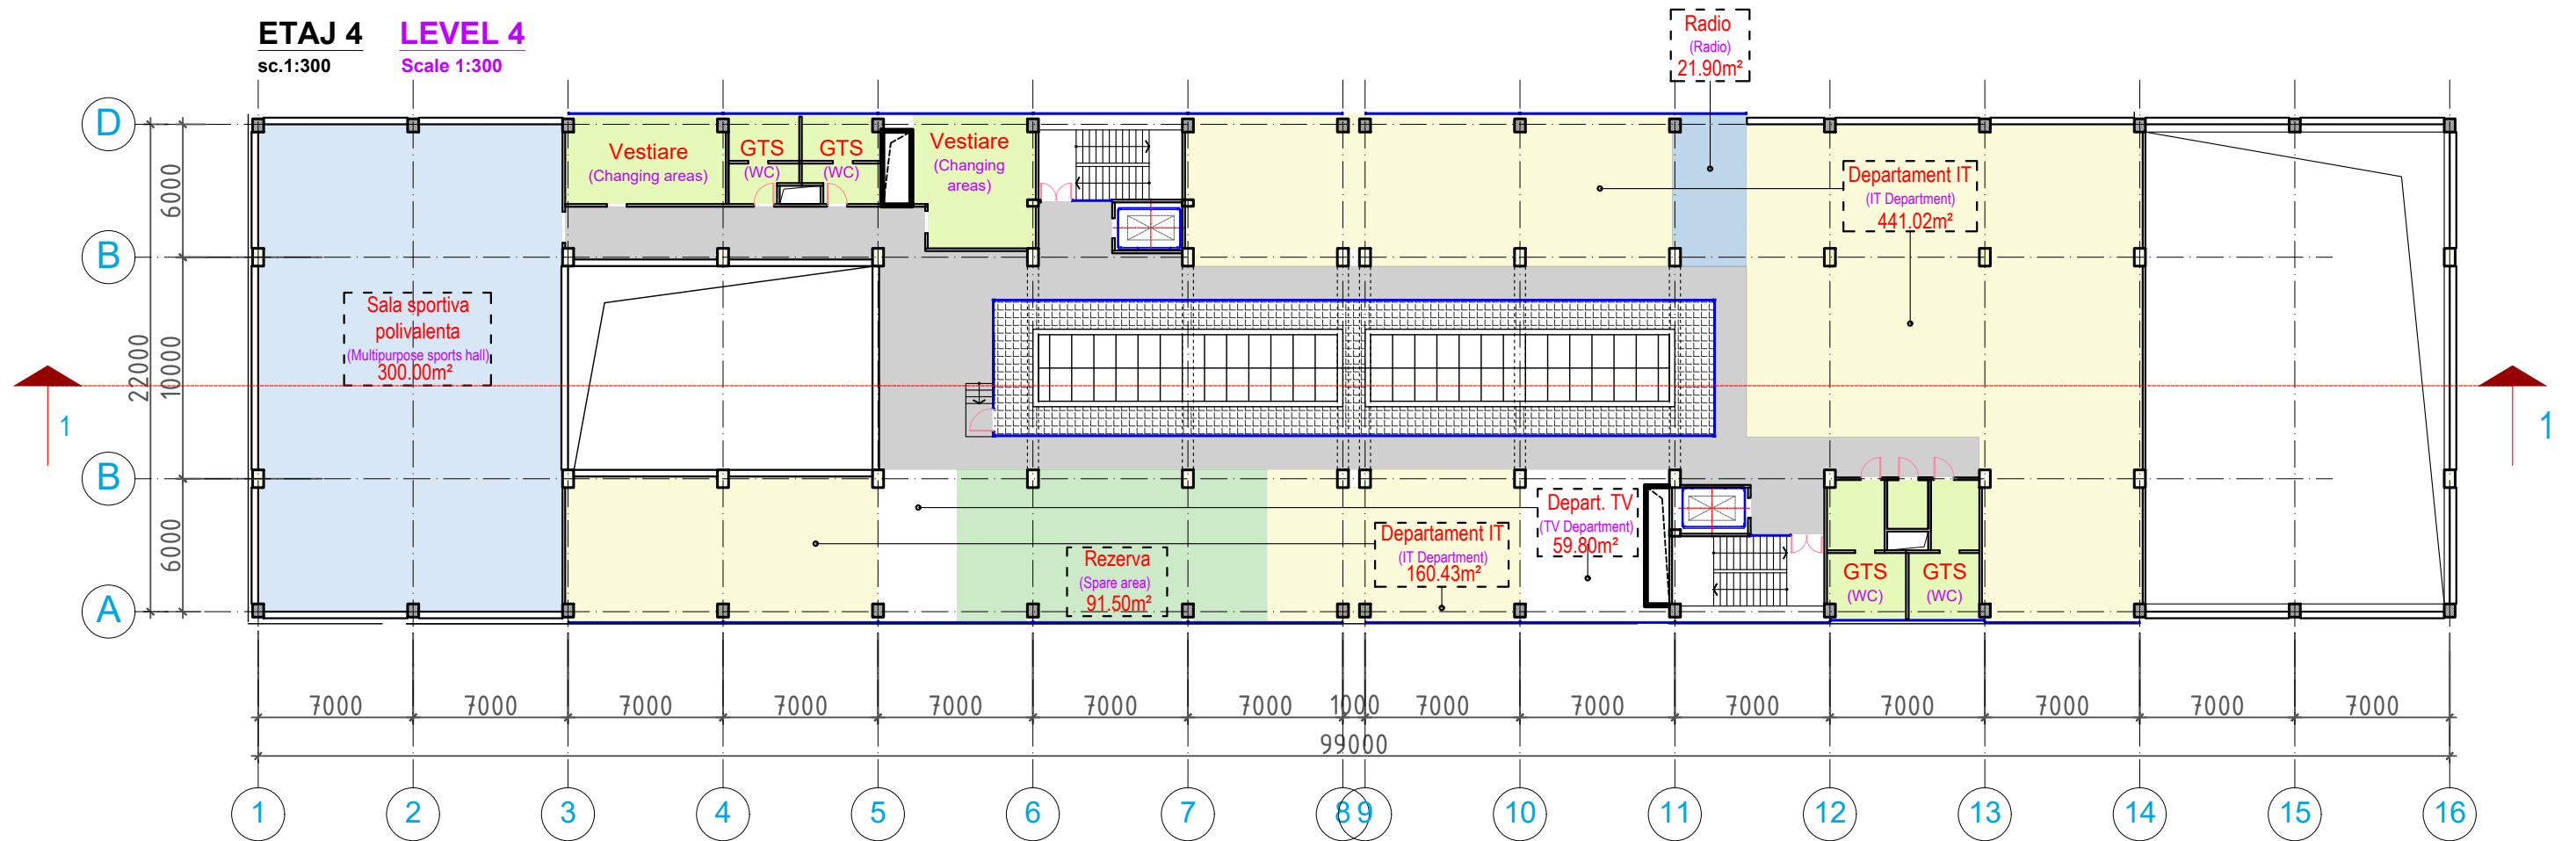 ETAJ 4 LEVEL 4
sc.1:300 Scale 1:300
Radio
(Radio)
21.90m²
D
B
B
A
6000
10000
6000
22000
Vestiare
(Changing areas)
GTS
(WC)
GTS
(WC)
Vestiare
(Changing
areas)
Departament IT
(IT Department)
441.02m²
Sala sportiva
polivalenta
(Multipurpose sports hall)
300.00m²
1
1
Depart. TV
(TV Department)
59.80m²
Departament IT
(IT Department)
160.43m²
Rezerva
(Spare area)
91.50m²
GTS
(WC)
GTS
(WC)
7000 7000 7000 7000 7000 7000 7000 1000 7000 7000 7000 7000 7000 7000 7000
99000
1 2 3 4 5 6 7 8 9 10 11 12 13 14 15 16